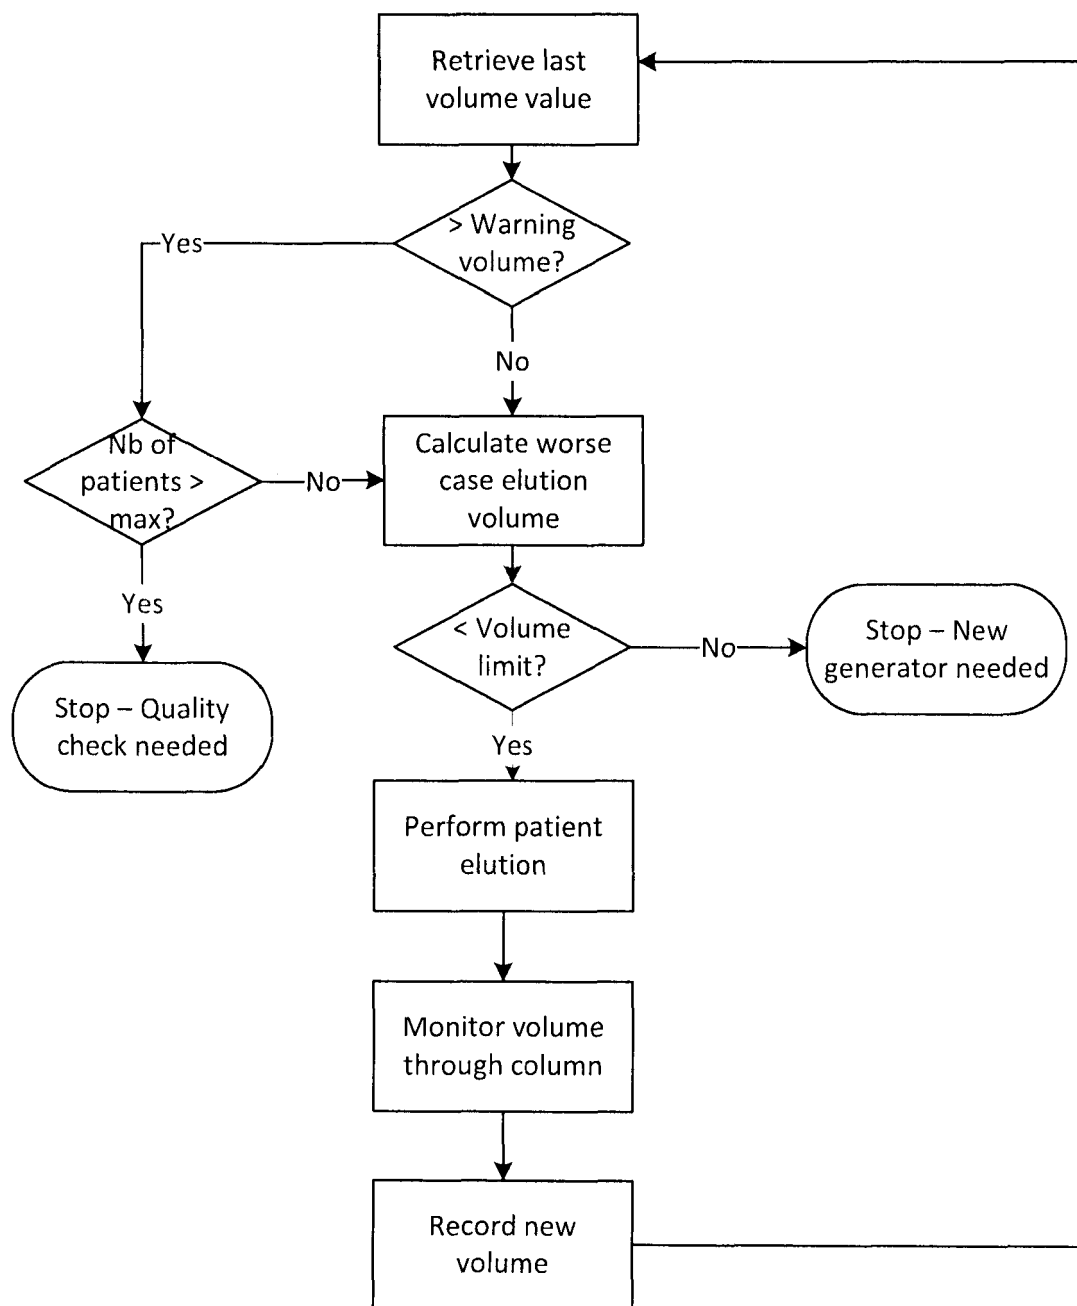 Retrieve last
volume value
> Warning
volume?
Yes
No
Nb of
patients >
max?
No
Calculate worse
case elution
volume
Yes
< Volume
limit?
No
Stop – New
generator needed
Stop – Quality
check needed
Yes
Perform patient
elution
Monitor volume
through column
Record new
volume